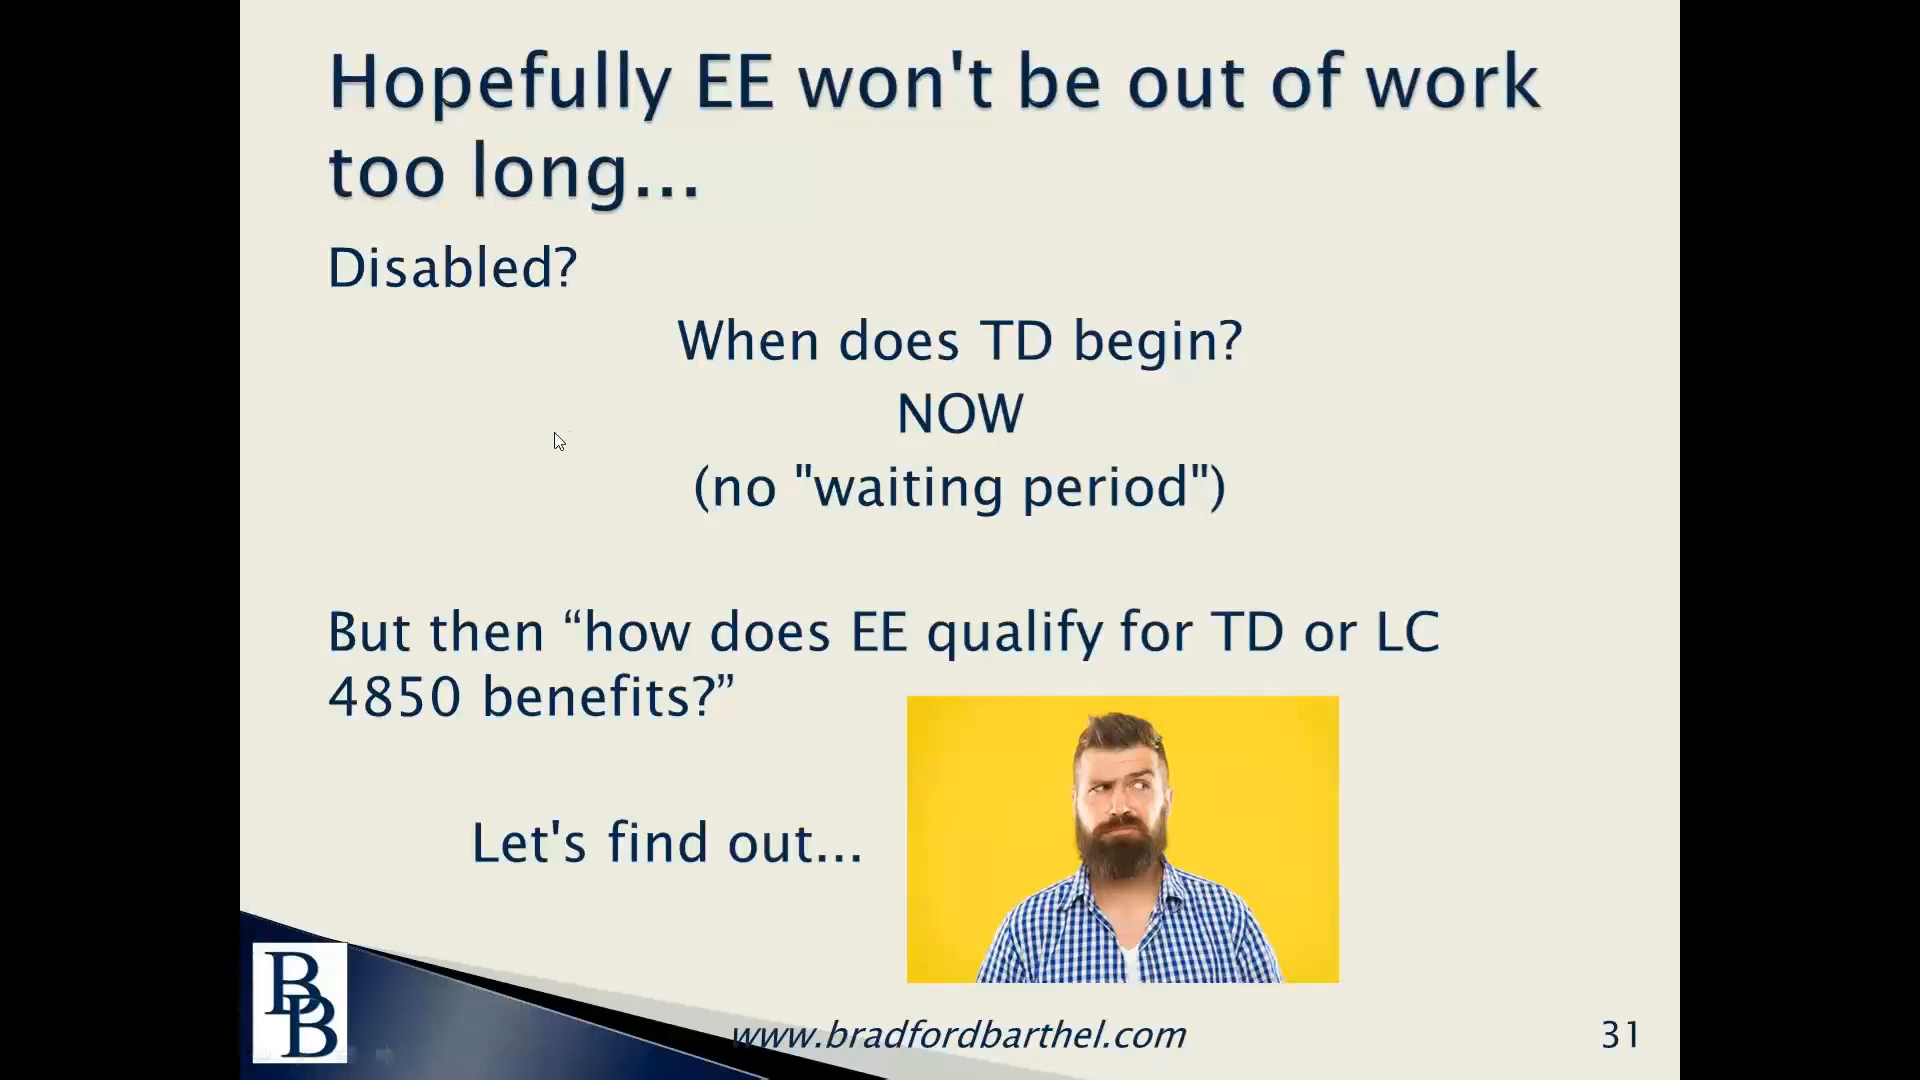 Hopefully EE won't be out of work
too long...
Disabled?
When does TD begin?
NOW
(no "waiting period")
But then “how does EE qualify for TD or LC
4850 benefits?”
Let's find out...
BB
www.bradfordbarthel.com
31